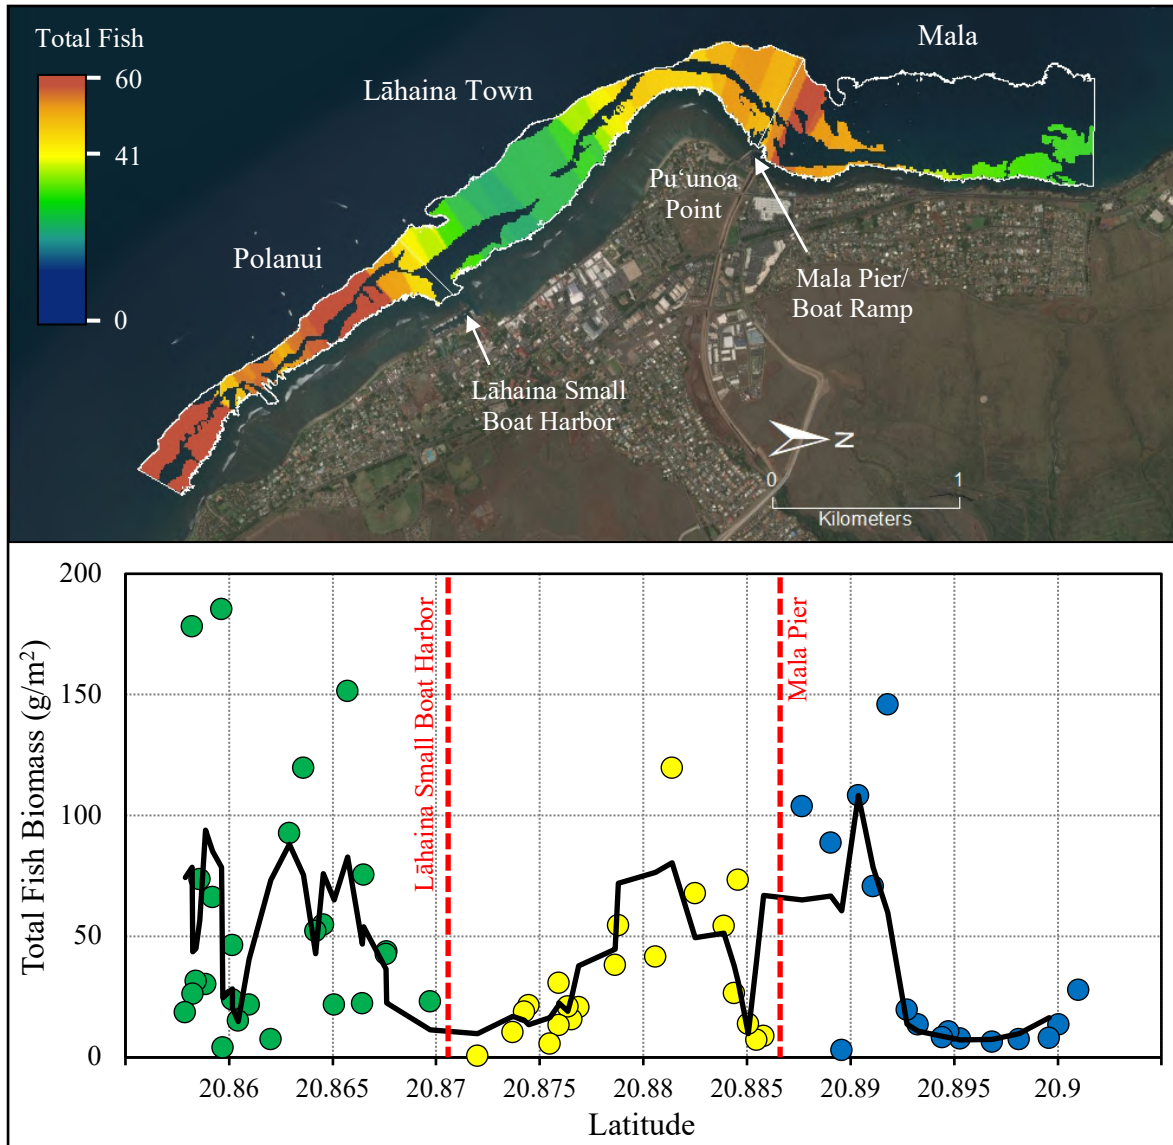 Total Fish
60
41
0
Mala
Lāhaina Town
Puʻunoa
Point
Polanui
Mala Pier/
Boat Ramp
Lāhaina Small
Boat Harbor
N
0
1
Kilometers
200
150
100
50
0
Total Fish Biomass (g/m²)
Lāhaina Small Boat Harbor
Mala Pier
20.86
20.865
20.87
20.875
20.88
20.885
20.89
20.895
20.9
Latitude